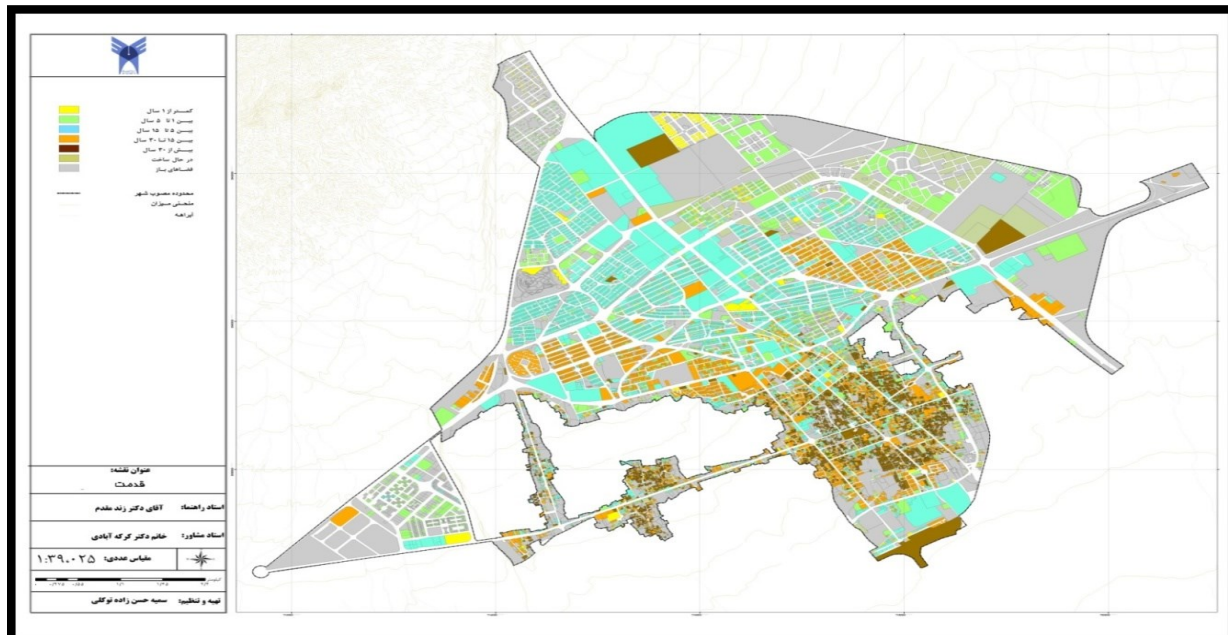 کمتر از ۱ سال
بین ۱ تا ۵ سال
بین ۵ تا ۱۵ سال
بین ۱۵ تا ۳۰ سال
بیش از ۳۰ سال
در حال ساخت
فضاهای باز
محدوده مصوب شهر
منحنی میزان
آبراهه
عنوان نقشه:
قدمت
استاد راهنما: آقای دکتر زند مقدم
استاد مشاور: خانم دکتر کرکه آبادی
مقیاس عددی: ۱:۳۹.۰۲۵
تهیه و تنظیم: سمیه حسن زاده توکلی